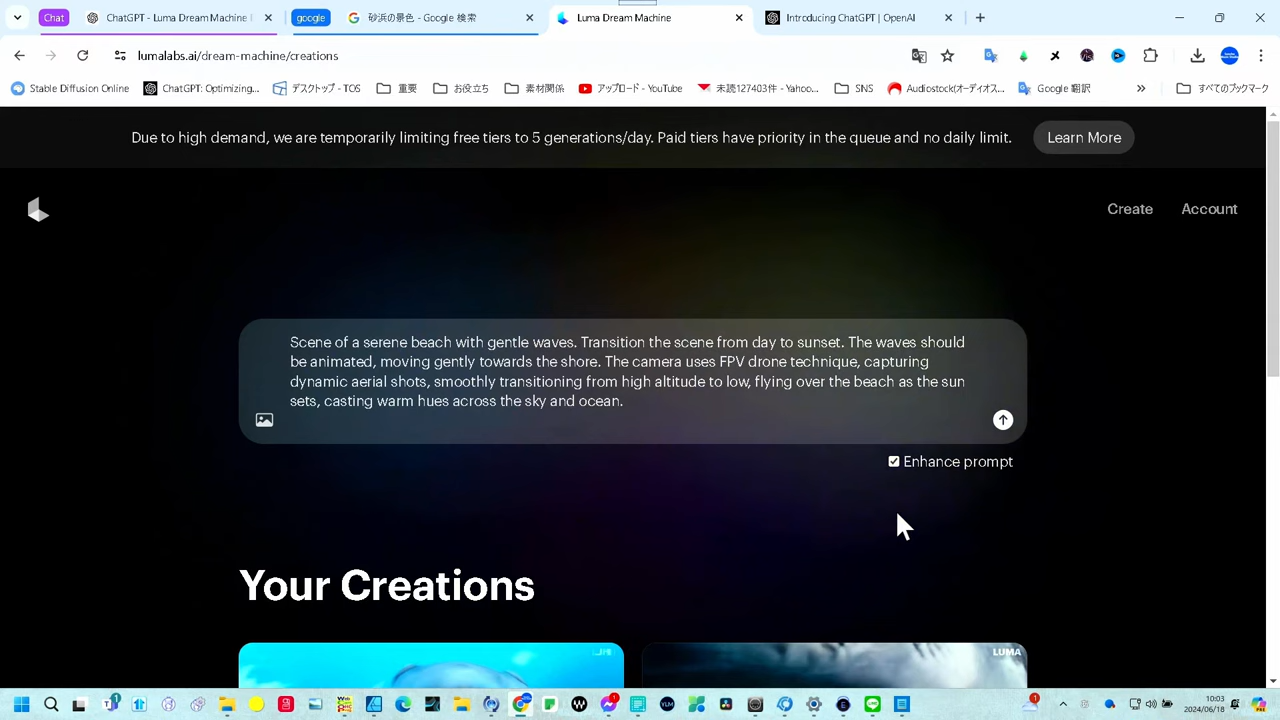 Chat
ChatGPT - Luma Dream Machine
google
砂浜の景色 - Google 検索
Luma Dream Machine
Introducing ChatGPT | OpenAI
lumalabs.ai/dream-machine/creations
Stable Diffusion Online
ChatGPT: Optimizing...
デスクトップ - TOS
重要
お役立ち
素材関係
アップロード - YouTube
未読127403件 - Yahoo...
SNS
Audiostock(オーディオス...
Google 翻訳
»
すべてのブックマーク
Due to high demand, we are temporarily limiting free tiers to 5 generations/day. Paid tiers have priority in the queue and no daily limit.
Learn More
Create
Account
Scene of a serene beach with gentle waves. Transition the scene from day to sunset. The waves should
be animated, moving gently towards the shore. The camera uses FPV drone technique, capturing
dynamic aerial shots, smoothly transitioning from high altitude to low, flying over the beach as the sun
sets, casting warm hues across the sky and ocean.
Enhance prompt
Your Creations
LUMA
10:03
2024/06/18